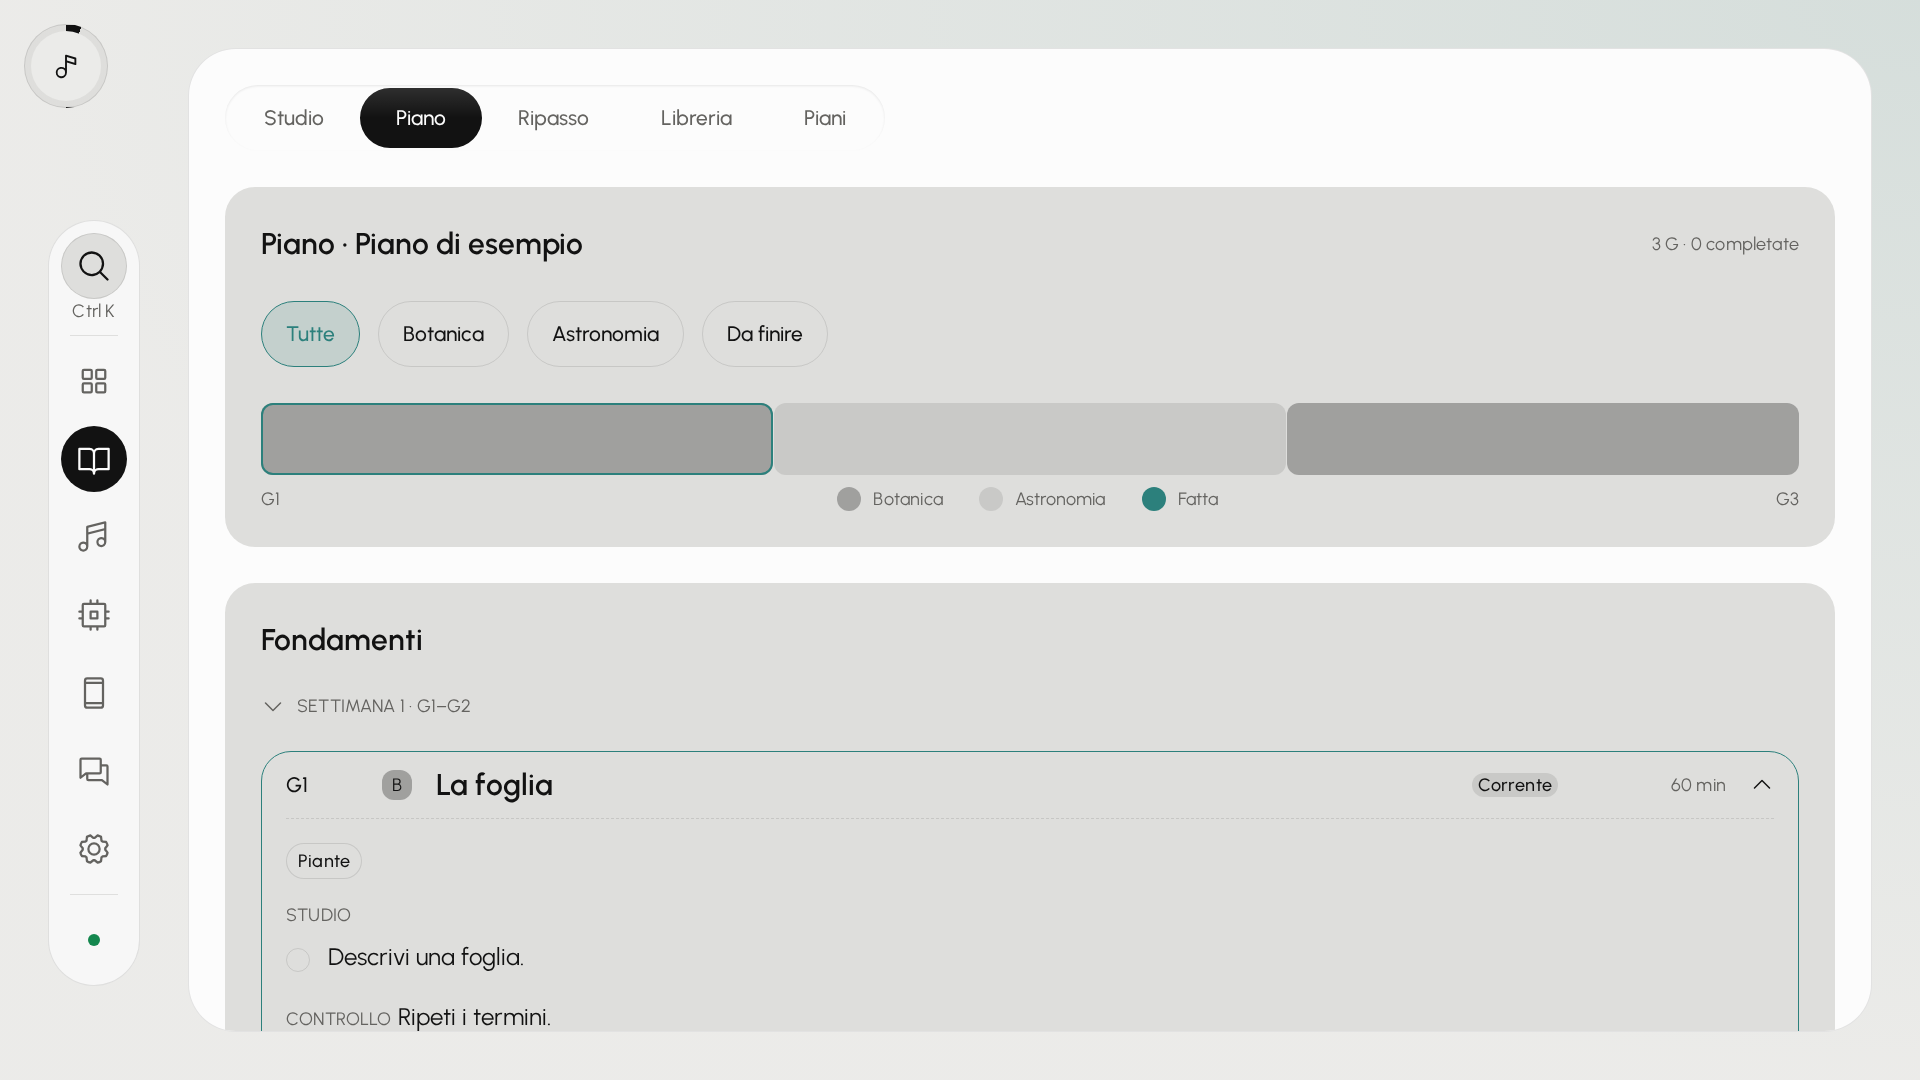 Studio Piano Ripasso Libreria Piani
Piano · Piano di esempio
3 G · 0 completate
Ctrl K
Tutte Botanica Astronomia Da finire
G1 Botanica Astronomia Fatta G3
Fondamenti
SETTIMANA 1 · G1–G2
G1 B La foglia Corrente 60 min
Piante
STUDIO
Descrivi una foglia.
CONTROLLO Ripeti i termini.